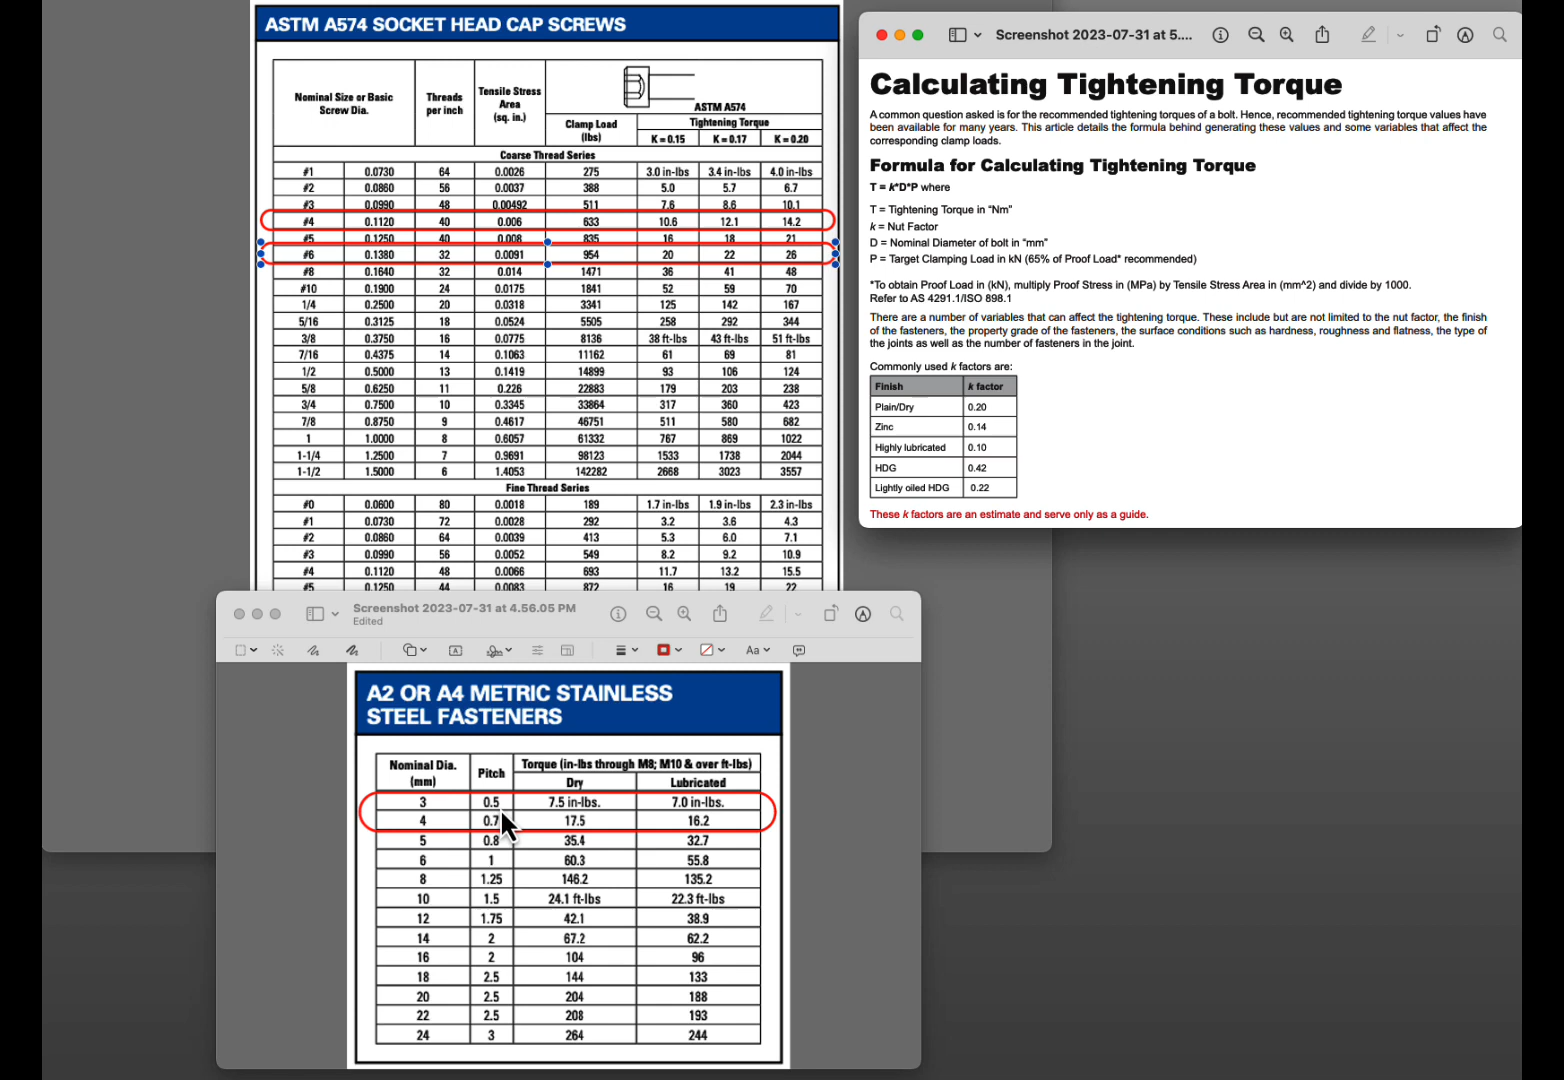 ASTM A574 SOCKET HEAD CAP SCREWS
Nominal Size or Basic Screw Dia. Threads per inch Tensile Stress Area (sq. in.) Clamp Load (lbs) ASTM A574 Tightening Torque
K = 0.15 K = 0.17 K = 0.20
Coarse Thread Series
#1 0.0730 64 0.0026 275 3.0 in-lbs 3.4 in-lbs 4.0 in-lbs
#2 0.0860 56 0.0037 388 5.0 5.7 6.7
#3 0.0990 48 0.00492 511 7.6 8.6 10.1
#4 0.1120 40 0.006 633 10.6 12.1 14.2
#5 0.1250 40 0.008 835 16 18 21
#6 0.1380 32 0.0091 954 20 22 26
#8 0.1640 32 0.014 1471 36 41 48
#10 0.1900 24 0.0175 1841 52 59 70
1/4 0.2500 20 0.0318 3341 125 142 167
5/16 0.3125 18 0.0524 5505 258 292 344
3/8 0.3750 16 0.0775 8136 38 ft-lbs 43 ft-lbs 51 ft-lbs
7/16 0.4375 14 0.1063 11162 61 69 81
1/2 0.5000 13 0.1419 14899 93 106 124
5/8 0.6250 11 0.226 22883 179 203 238
3/4 0.7500 10 0.3345 33864 317 360 423
7/8 0.8750 9 0.4617 46751 511 580 682
1 1.0000 8 0.6057 61332 767 869 1022
1-1/4 1.2500 7 0.9691 98123 1533 1738 2044
1-1/2 1.5000 6 1.4053 142282 2668 3023 3557
Fine Thread Series
#0 0.0600 80 0.0018 189 1.7 in-lbs 1.9 in-lbs 2.3 in-lbs
#1 0.0730 72 0.0028 292 3.2 3.6 4.3
#2 0.0860 64 0.0039 413 5.3 6.0 7.1
#3 0.0990 56 0.0052 549 8.2 9.2 10.9
#4 0.1120 48 0.0066 693 11.7 13.2 15.5
#5 0.1250 44 0.0083 872 16 19 22
Screenshot 2023-07-31 at 5....
Calculating Tightening Torque
A common question asked is for the recommended tightening torques of a bolt. Hence, recommended tightening torque values have
been available for many years. This article details the formula behind generating these values and some variables that affect the
corresponding clamp loads.
Formula for Calculating Tightening Torque
T = k*D*P where
T = Tightening Torque in “Nm”
k = Nut Factor
D = Nominal Diameter of bolt in “mm”
P = Target Clamping Load in kN (65% of Proof Load* recommended)
*To obtain Proof Load in (kN), multiply Proof Stress in (MPa) by Tensile Stress Area in (mm^2) and divide by 1000.
Refer to AS 4291.1/ISO 898.1
There are a number of variables that can affect the tightening torque. These include but are not limited to the nut factor, the finish
of the fasteners, the property grade of the fasteners, the surface conditions such as hardness, roughness and flatness, the type of
the joints as well as the number of fasteners in the joint.
Commonly used k factors are:
Finish k factor
Plain/Dry 0.20
Zinc 0.14
Highly lubricated 0.10
HDG 0.42
Lightly oiled HDG 0.22
These k factors are an estimate and serve only as a guide.
Screenshot 2023-07-31 at 4.56.05 PM
Edited
A
Aa
A2 OR A4 METRIC STAINLESS
STEEL FASTENERS
Nominal Dia. (mm) Pitch Torque (in-lbs through M8; M10 & over ft-lbs)
Dry Lubricated
3 0.5 7.5 in-lbs. 7.0 in-lbs.
4 0.7 17.5 16.2
5 0.8 35.4 32.7
6 1 60.3 55.8
8 1.25 146.2 135.2
10 1.5 24.1 ft-lbs 22.3 ft-lbs
12 1.75 42.1 38.9
14 2 67.2 62.2
16 2 104 96
18 2.5 144 133
20 2.5 204 188
22 2.5 208 193
24 3 264 244